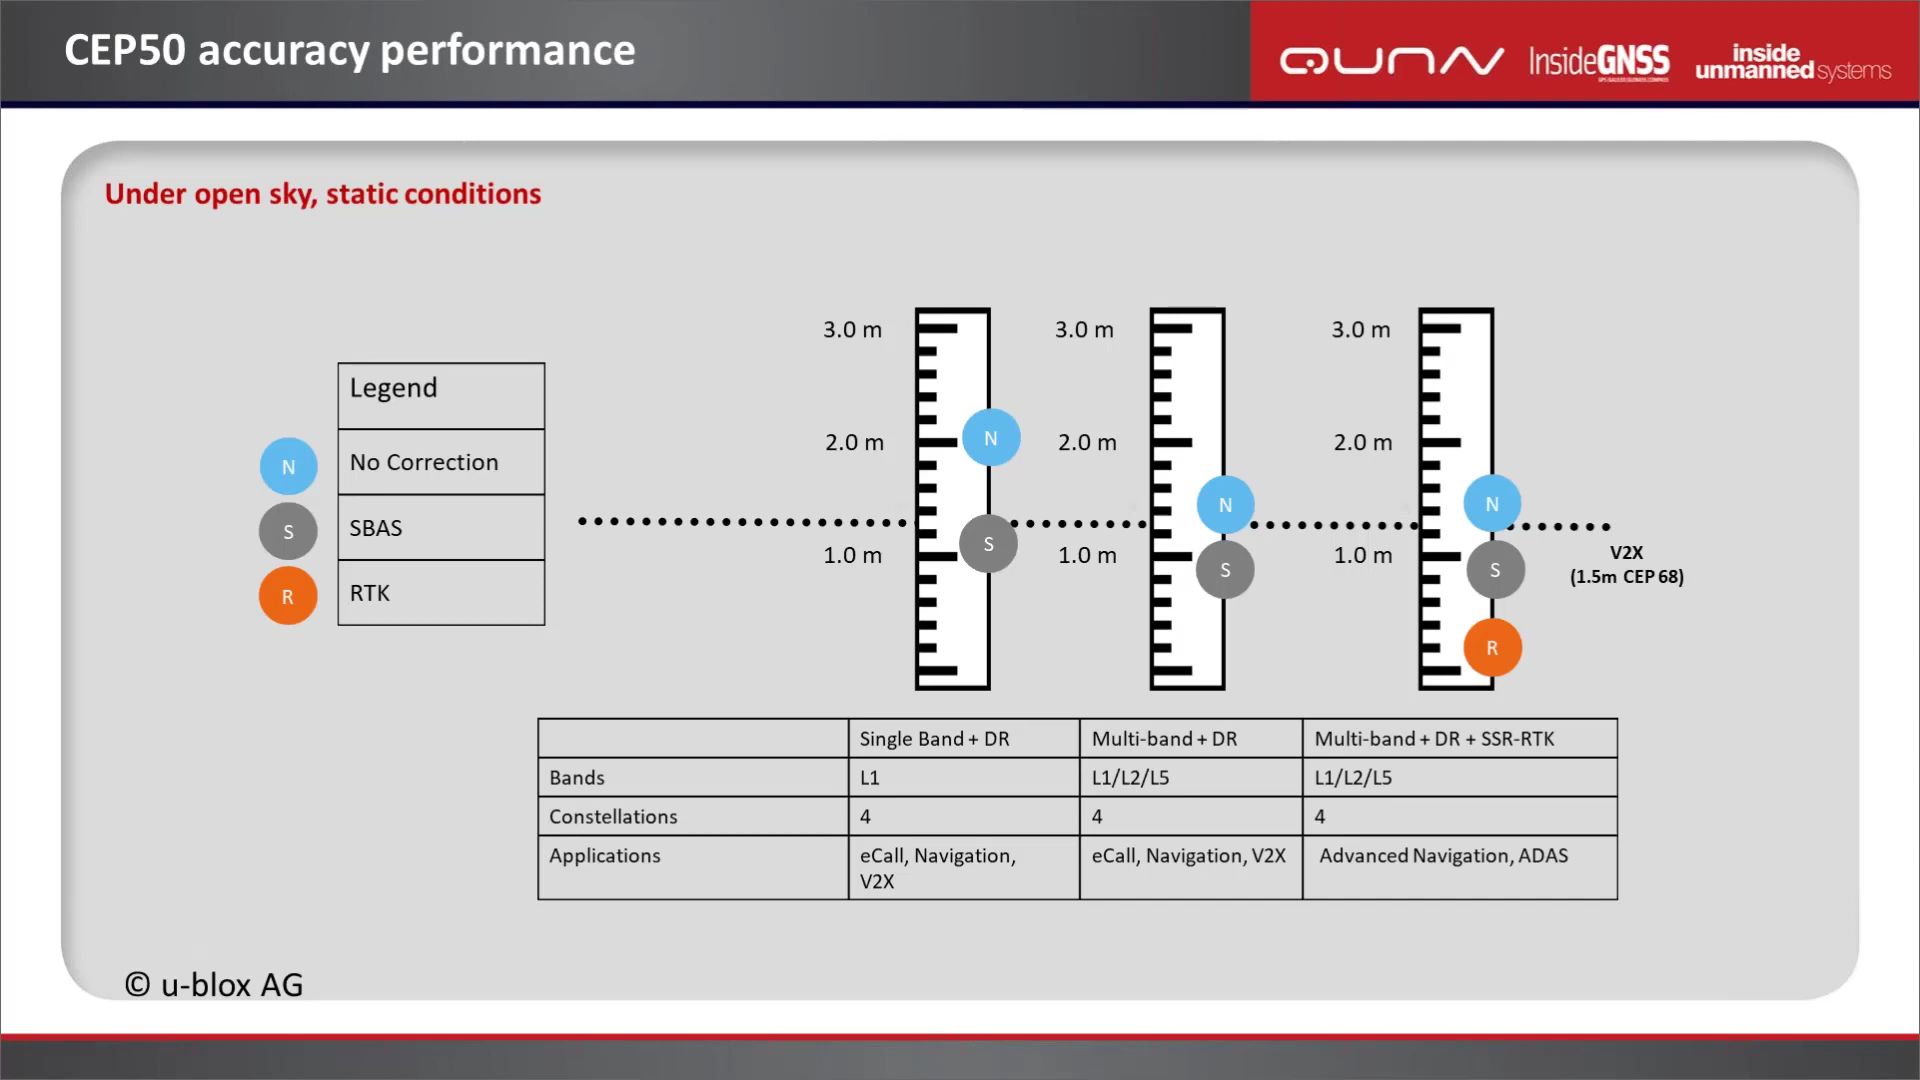 CEP50 accuracy performance
InsideGNSS
inside
unmanned systems
Under open sky, static conditions
Legend
N No Correction
S SBAS
R RTK
3.0 m 3.0 m 3.0 m
2.0 m N 2.0 m 2.0 m
N N
1.0 m S 1.0 m S 1.0 m S
V2X
(1.5m CEP 68)
R
Single Band + DR Multi-band + DR Multi-band + DR + SSR-RTK
Bands L1 L1/L2/L5 L1/L2/L5
Constellations 4 4 4
Applications eCall, Navigation, eCall, Navigation, V2X Advanced Navigation, ADAS
V2X
© u-blox AG